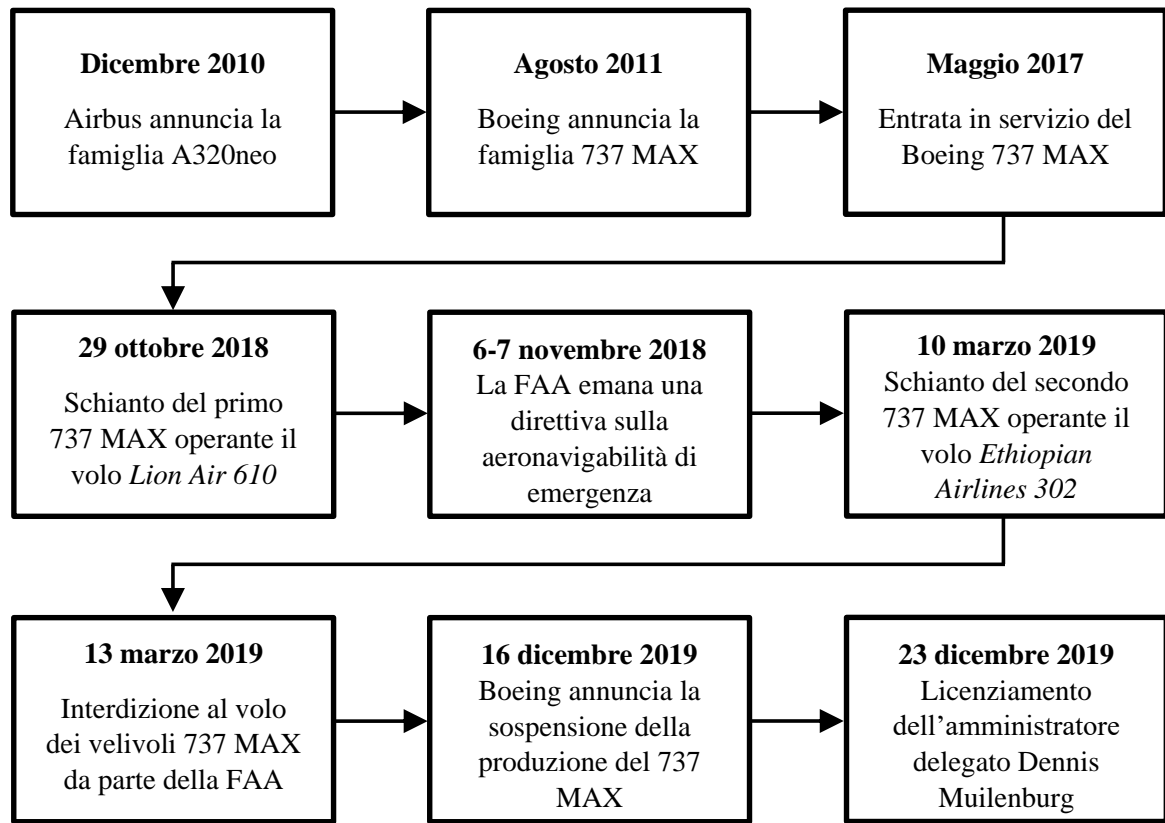 Dicembre 2010
Airbus annuncia la
famiglia A320neo
Agosto 2011
Boeing annuncia la
famiglia 737 MAX
Maggio 2017
Entrata in servizio del
Boeing 737 MAX
29 ottobre 2018
Schianto del primo
737 MAX operante il
volo Lion Air 610
6-7 novembre 2018
La FAA emana una
direttiva sulla
aeronavigabilità di
emergenza
10 marzo 2019
Schianto del secondo
737 MAX operante il
volo Ethiopian
Airlines 302
13 marzo 2019
Interdizione al volo
dei velivoli 737 MAX
da parte della FAA
16 dicembre 2019
Boeing annuncia la
sospensione della
produzione del 737
MAX
23 dicembre 2019
Licenziamento
dell’amministratore
delegato Dennis
Muilenburg